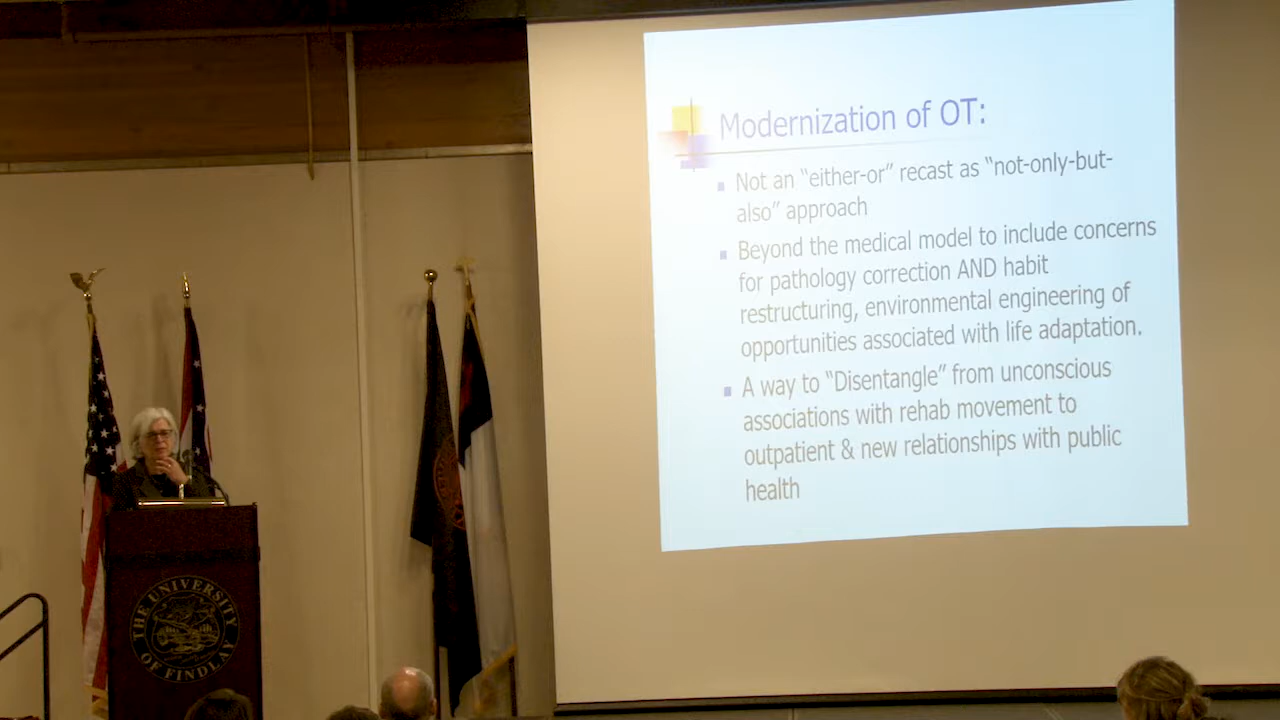 Modernization of OT:
Not an “either-or” recast as “not-only-but-
also” approach
Beyond the medical model to include concerns
for pathology correction AND habit
restructuring, environmental engineering of
opportunities associated with life adaptation.
A way to “Disentangle” from unconscious
associations with rehab movement to
outpatient & new relationships with public
health
THE UNIVERSITY
OF FINDLAY